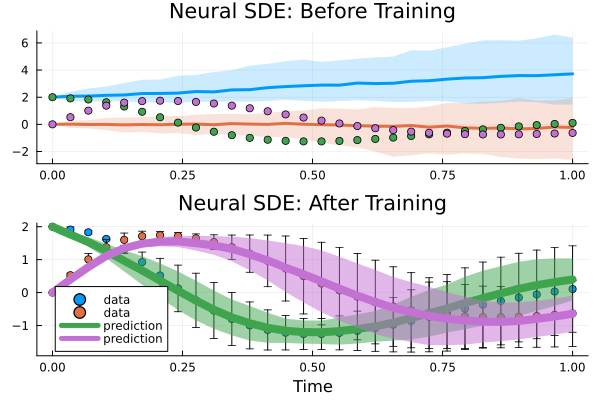 Neural SDE: Before Training
6
4
2
0
−2
0.00 0.25 0.50 0.75 1.00
Neural SDE: After Training
2
1
0
−1
data
data
prediction
prediction
0.00 0.25 0.50 0.75 1.00
Time